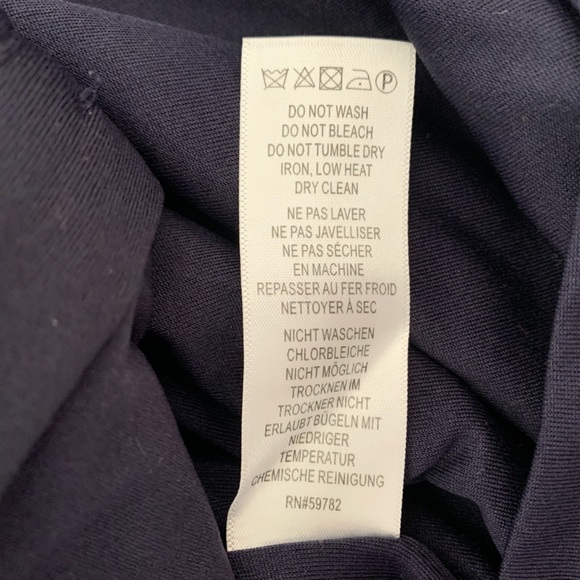 P
DO NOT WASH
DO NOT BLEACH
DO NOT TUMBLE DRY
IRON, LOW HEAT
DRY CLEAN
NE PAS LAVER
NE PAS JAVELLISER
NE PAS SÉCHER
EN MACHINE
REPASSER AU FER FROID
NETTOYER À SEC
NICHT WASCHEN
CHLORBLEICHE
NICHT MÖGLICH
TROCKNEN IM
TROCKNER NICHT
ERLAUBT BÜGELN MIT
NIEDRIGER
TEMPERATUR
CHEMISCHE REINIGUNG
RN#59782